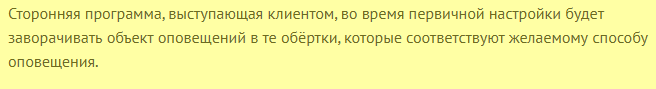 Сторонняя программа, выступающая клиентом, во время первичной настройки будет
заворачивать объект оповещений в те обёртки, которые соответствуют желаемому способу
оповещения.